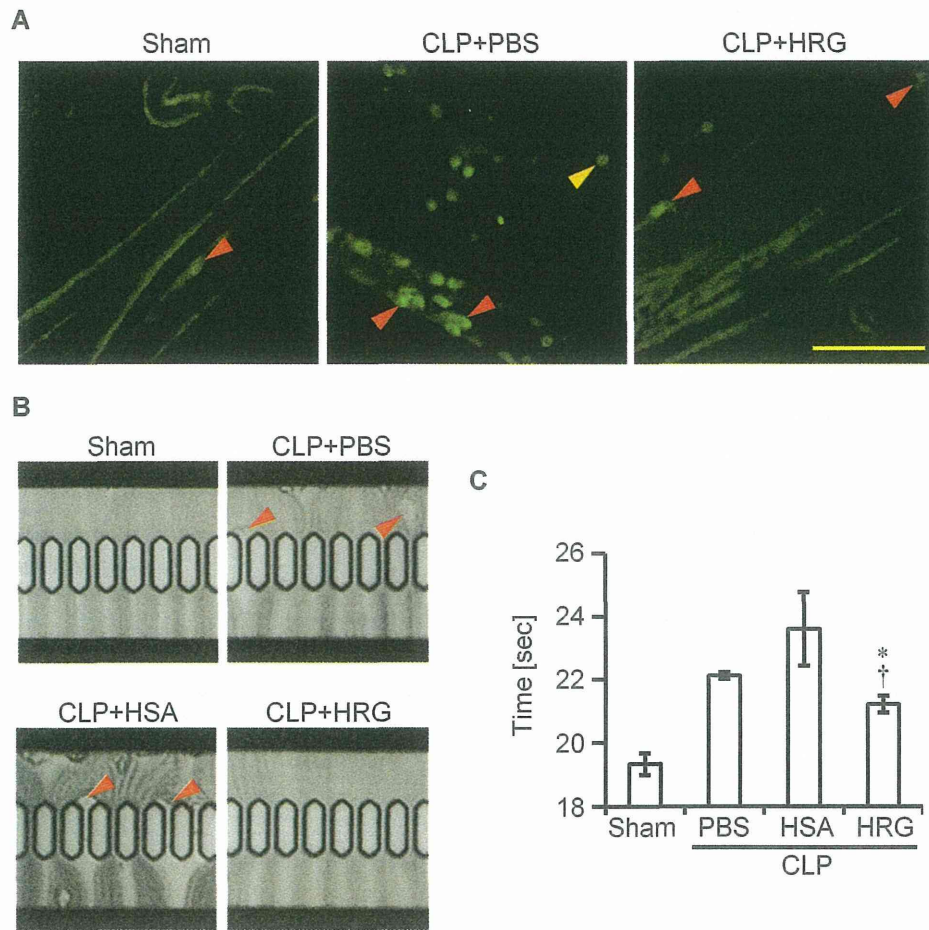 A
Sham CLP+PBS CLP+HRG
B
Sham CLP+PBS
CLP+HSA CLP+HRG
C
Time [sec]
26
24
22
20
18
*
†
Sham PBS HSA HRG
CLP